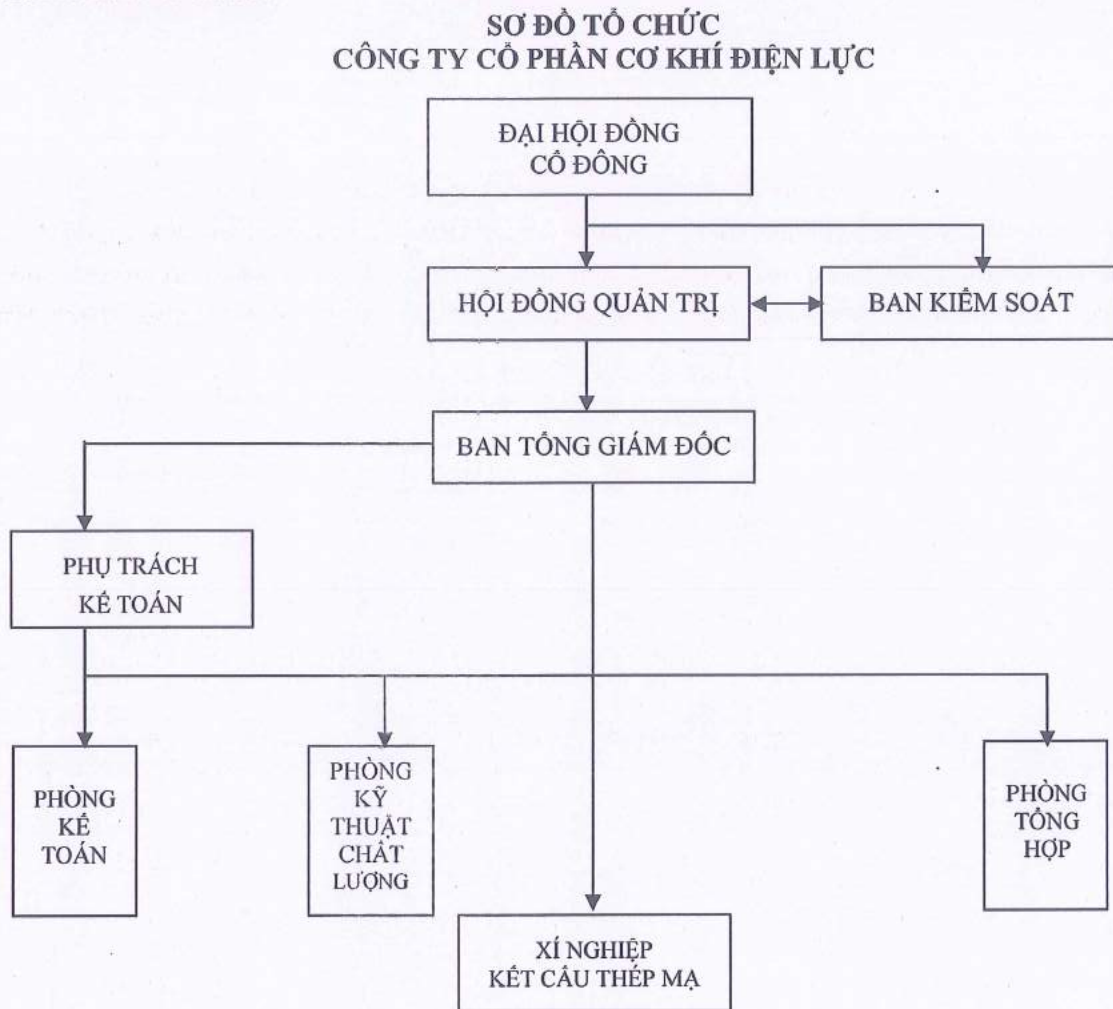 SƠ ĐỒ TỔ CHỨC
CÔNG TY CỔ PHẦN CƠ KHÍ ĐIỆN LỰC
ĐẠI HỘI ĐỒNG
CỔ ĐÔNG
HỘI ĐỒNG QUẢN TRỊ
BAN KIỂM SOÁT
BAN TỔNG GIÁM ĐỐC
PHỤ TRÁCH
KẾ TOÁN
PHÒNG
KẾ
TOÁN
PHÒNG
KỸ
THUẬT
CHẤT
LƯỢNG
PHÒNG
TỔNG
HỢP
XÍ NGHIỆP
KẾT CẤU THÉP MẠ